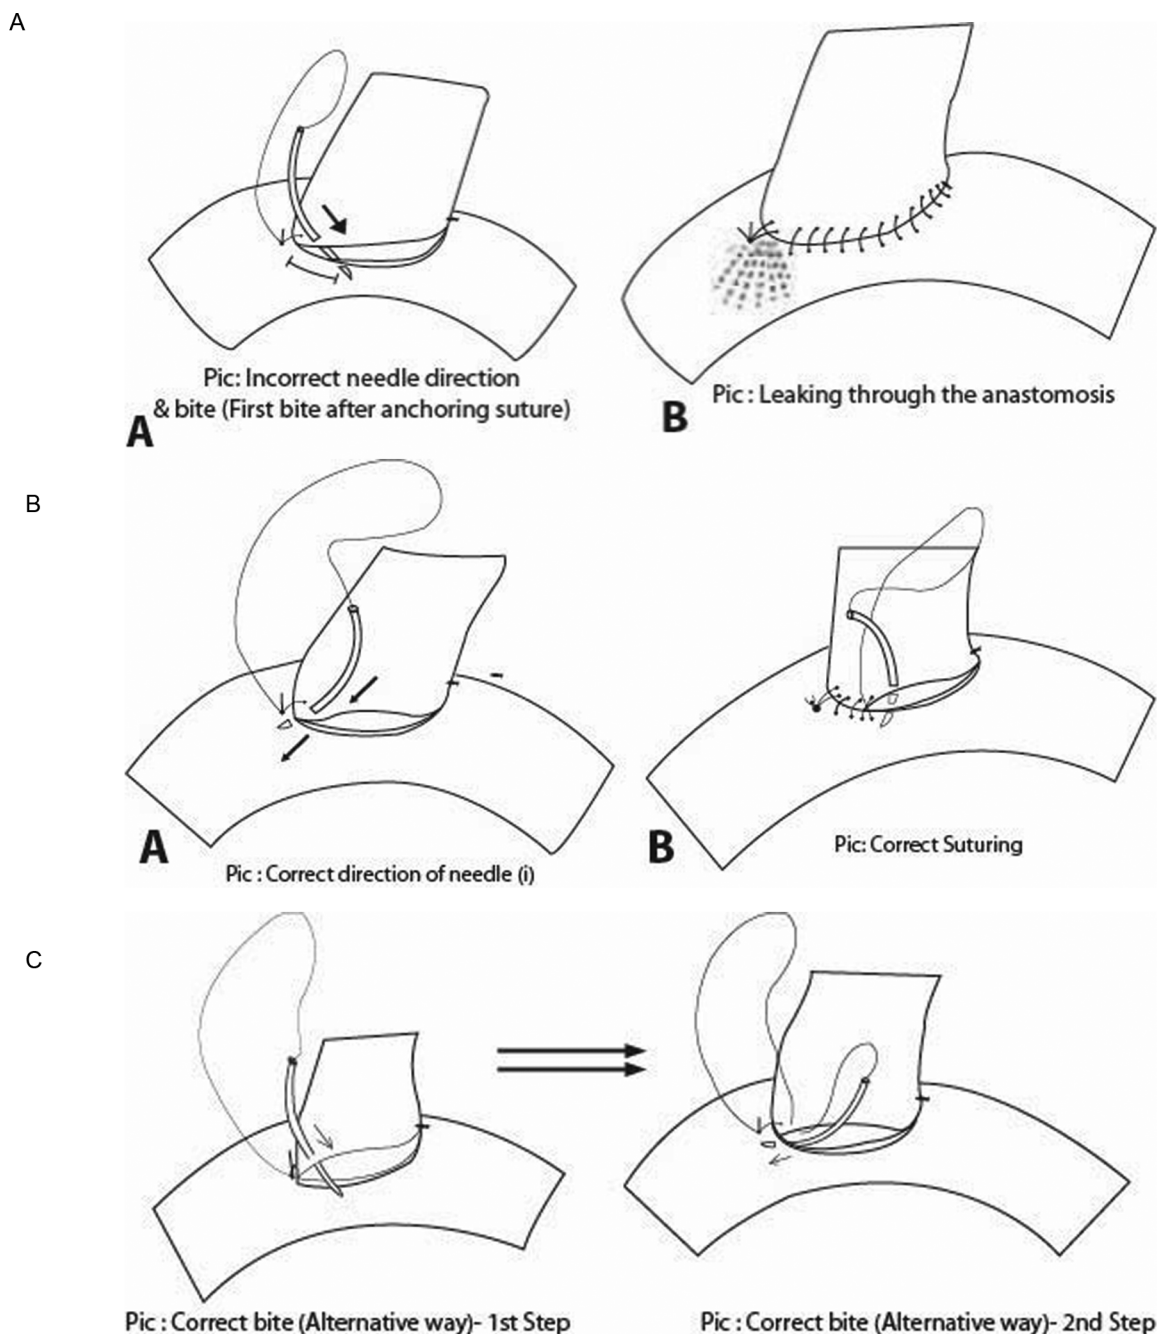 A
Pic: Incorrect needle direction
& bite (First bite after anchoring suture)
A
Pic : Leaking through the anastomosis
B
B
A
Pic : Correct direction of needle (i)
B
Pic: Correct Suturing
C
Pic : Correct bite (Alternative way)- 1st Step
Pic : Correct bite (Alternative way)- 2nd Step